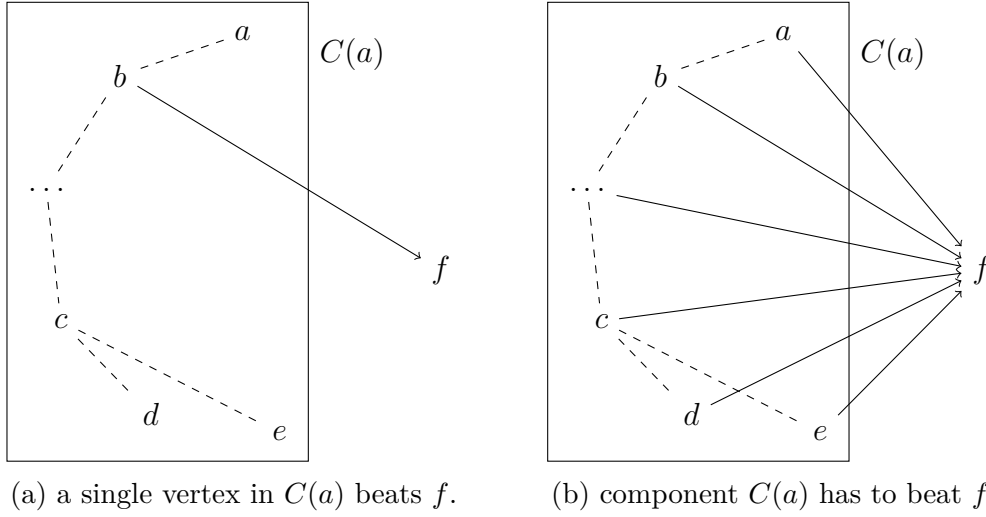 a
C(a)
b
...
f
c
d
e
(a) a single vertex in C(a) beats f.
a
C(a)
b
...
f
c
d
e
(b) component C(a) has to beat f